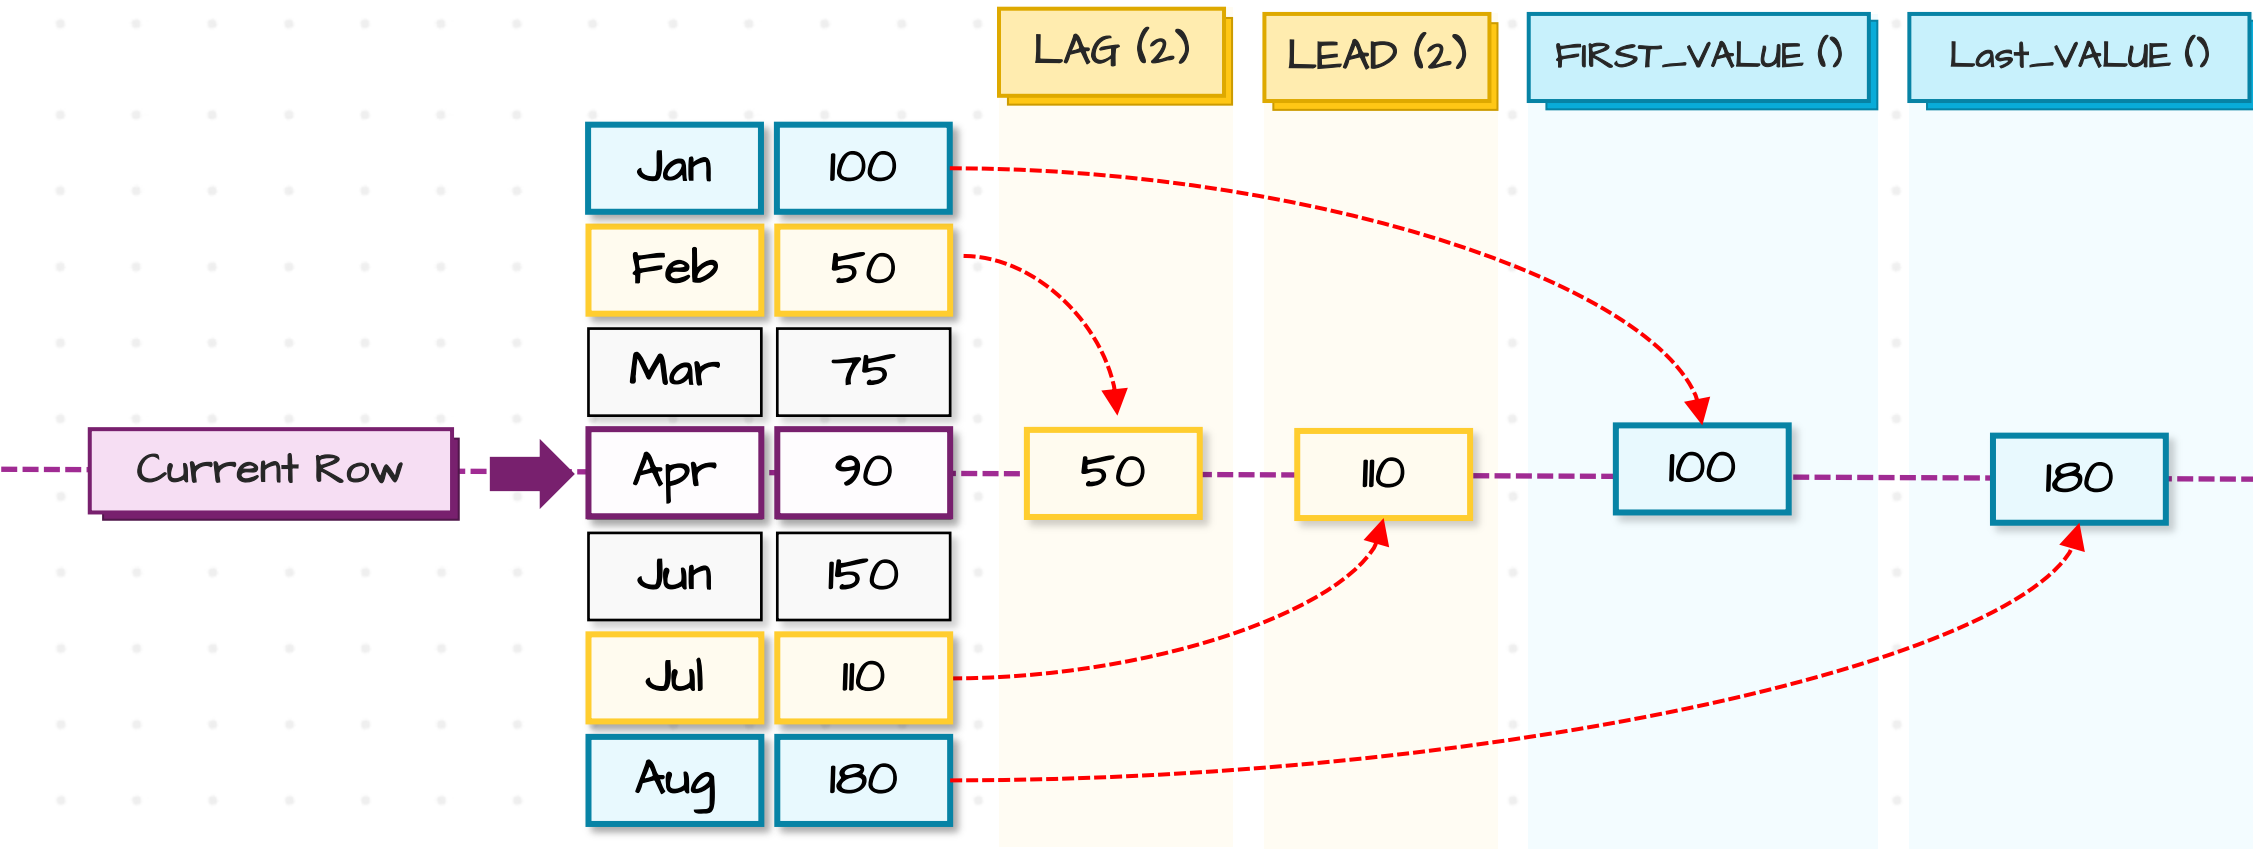 LAG (2)
LEAD (2)
FIRST_VALUE ()
Last_VALUE ()
Jan 100
Feb 50
Mar 75
Current Row Apr 90 50 110 100 180
Jun 150
Jul 110
Aug 180